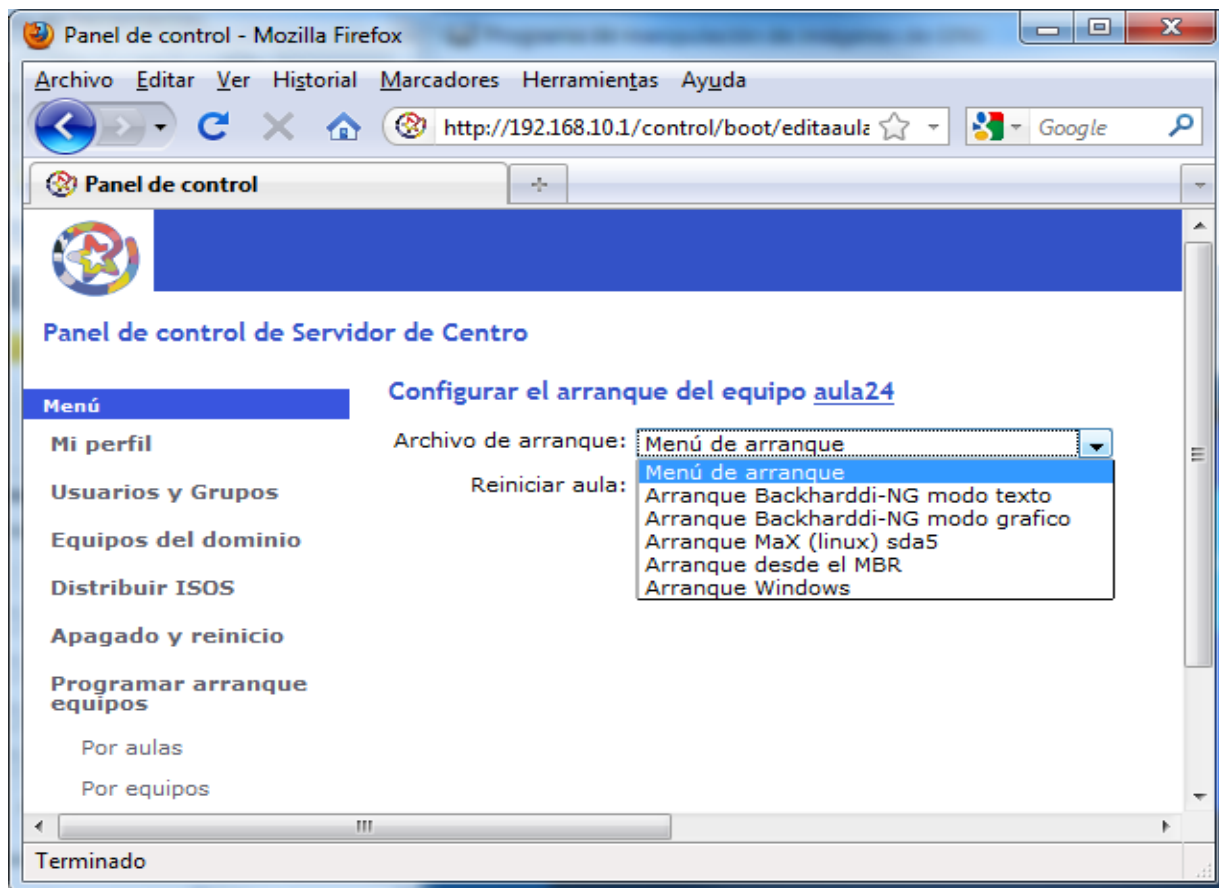 Panel de control - Mozilla Firefox
Archivo Editar Ver Historial Marcadores Herramientas Ayuda
http://192.168.10.1/control/boot/editaaula
Google
Panel de control
Panel de control de Servidor de Centro
Menú
Mi perfil
Usuarios y Grupos
Equipos del dominio
Distribuir ISOS
Apagado y reinicio
Programar arranque
equipos
Por aulas
Por equipos
Configurar el arranque del equipo aula24
Archivo de arranque: Menú de arranque
Reiniciar aula:
Menú de arranque
Arranque Backharddi-NG modo texto
Arranque Backharddi-NG modo grafico
Arranque MaX (linux) sda5
Arranque desde el MBR
Arranque Windows
Terminado